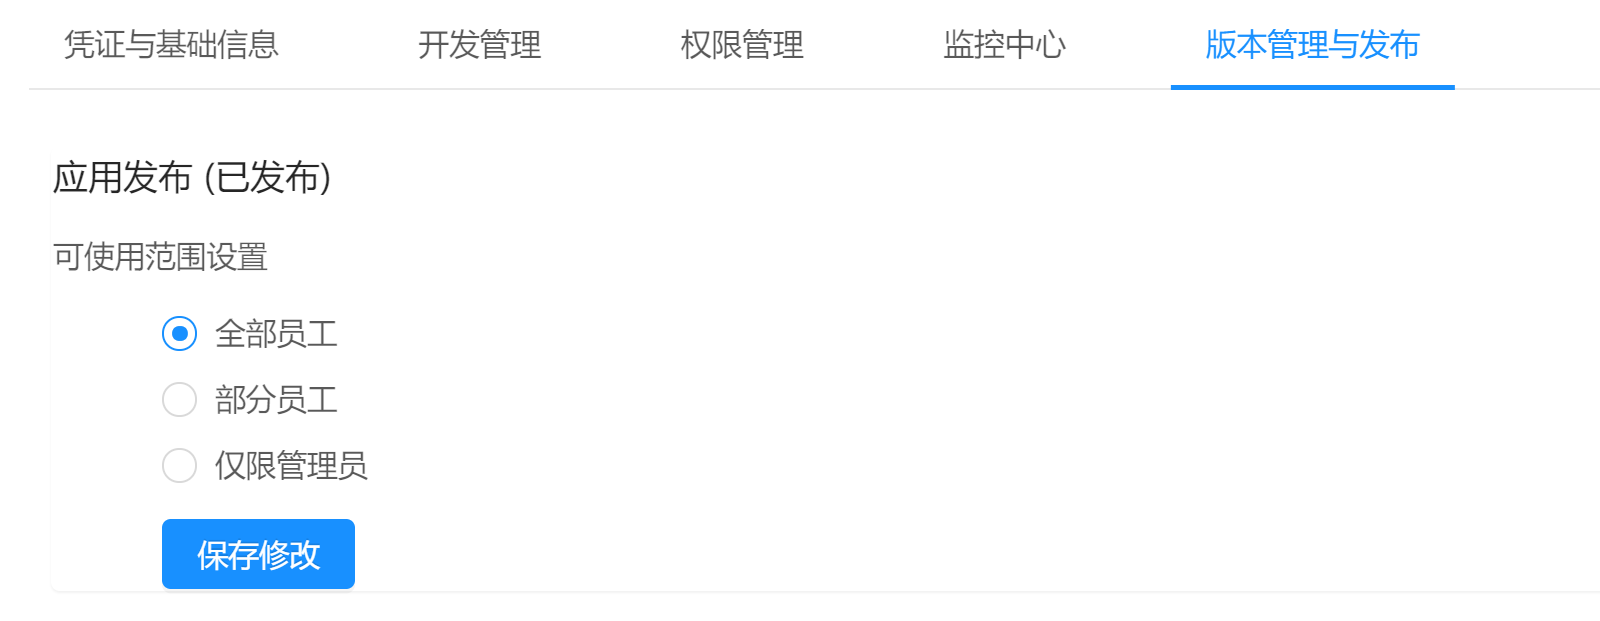 凭证与基础信息 开发管理 权限管理 监控中心 版本管理与发布
应用发布 (已发布)
可使用范围设置
全部员工
部分员工
仅限管理员
保存修改